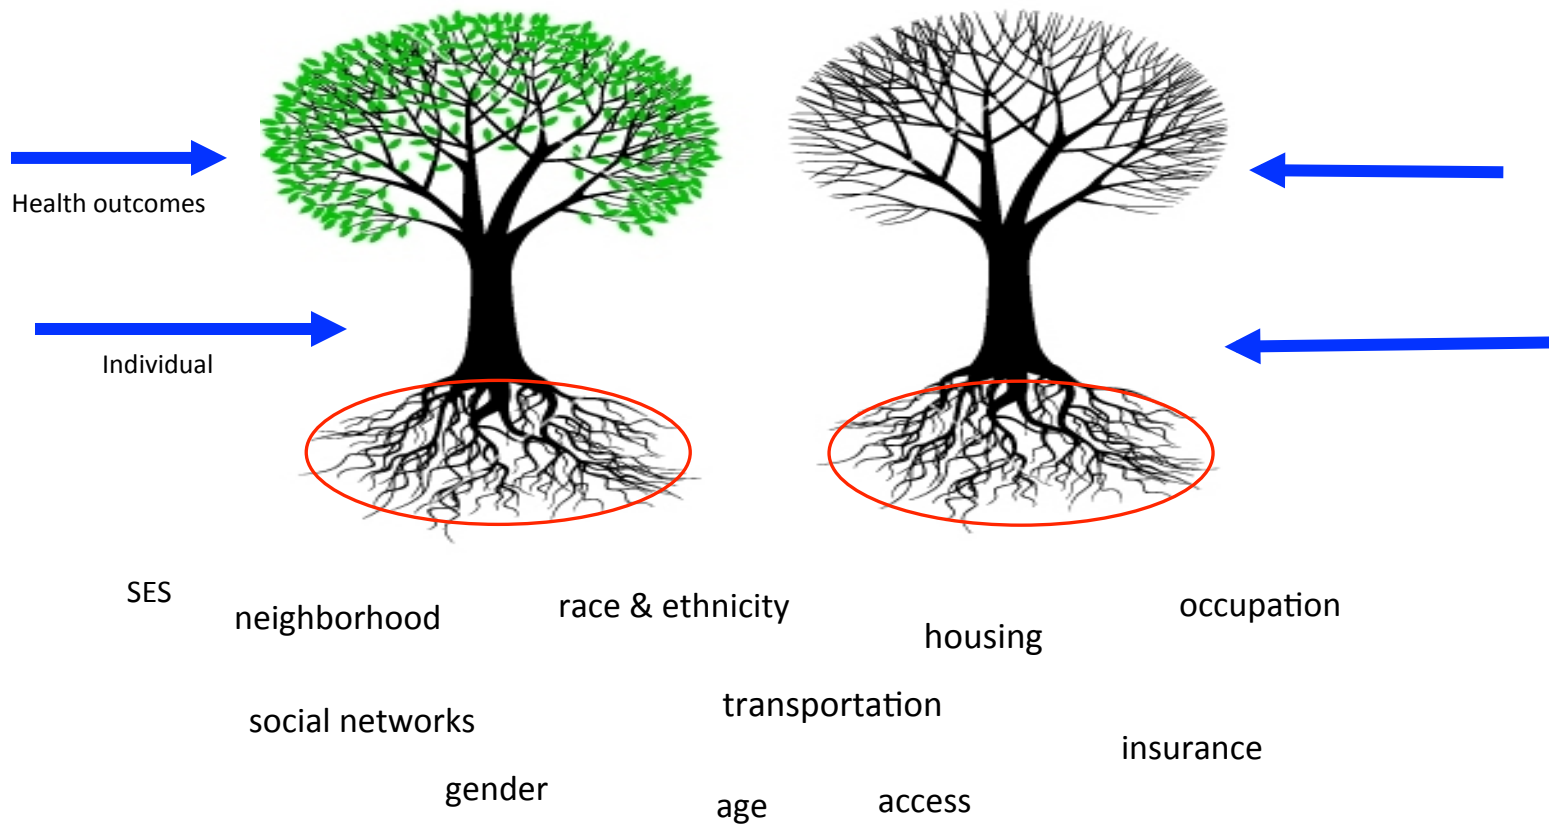 Health outcomes
Individual
SES
neighborhood
race & ethnicity
housing
occupation
social networks
transportation
insurance
gender
age
access